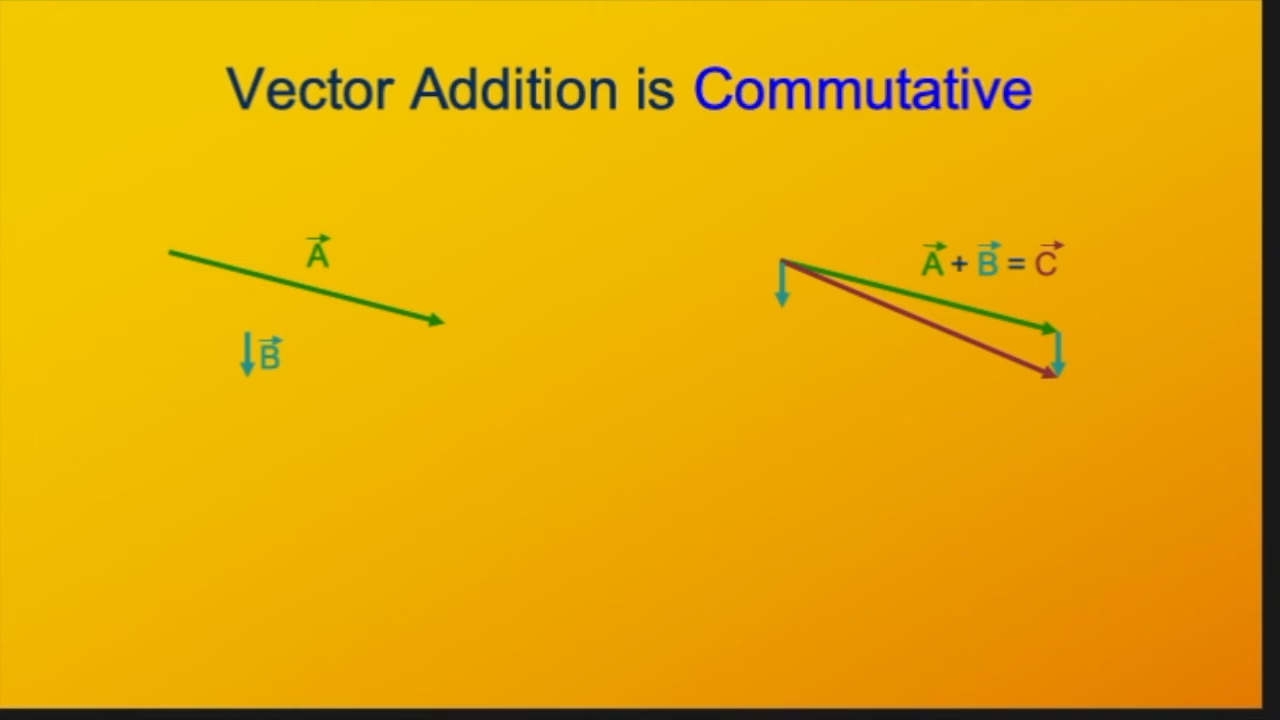 Vector Addition is Commutative
A⃗
A⃗ + B⃗ = C⃗
B⃗